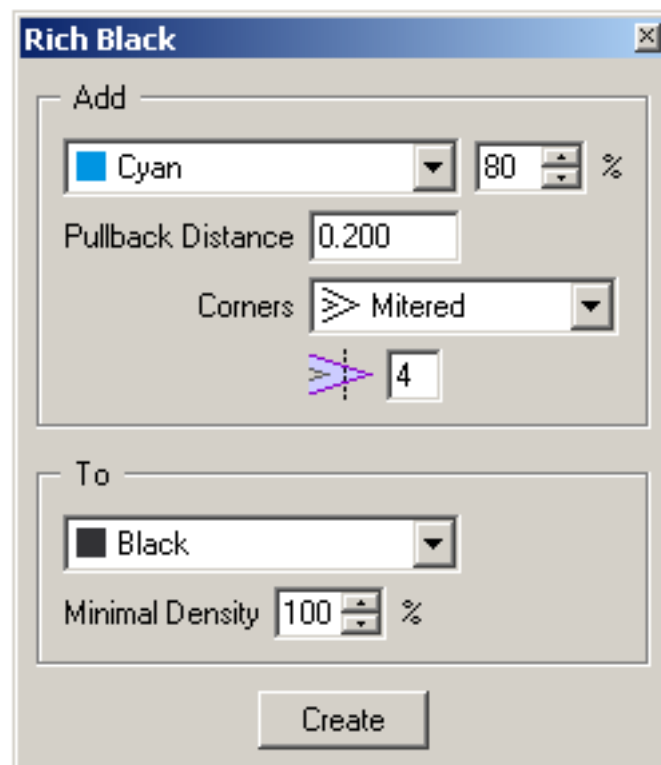 Rich Black
Add
Cyan 80 %
Pullback Distance 0.200
Corners Mitered
4
To
Black
Minimal Density 100 %
Create